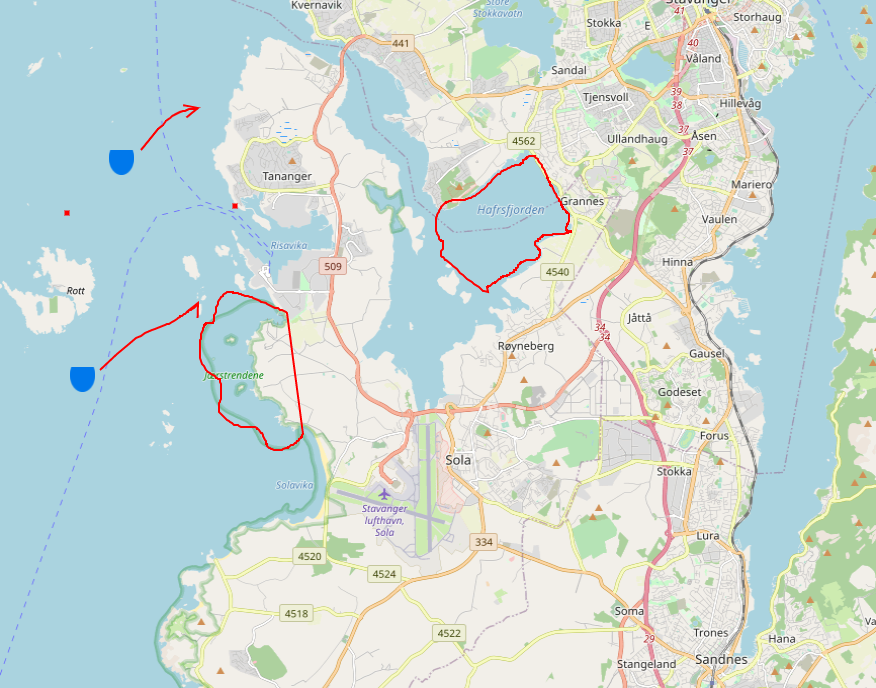 Kvernavik
Store
Stokkavatn
Stavanger
41
Storhaug
Stokka
E
441
40
Våland
Sandal
Tjensvoll
39
38
Hillevåg
37
Åsen
4562
Ullandhaug
37
Tananger
Mariero
Hafrsfjorden
Grannes
Vaulen
Risavika
509
4540
Hinna
Rott
34
34
Jåttå
Røyneberg
Gausel
Jærstrendene
Godeset
Forus
Sola
Stokka
Solavika
Stavanger
lufthavn,
Sola
334
Lura
4520
4524
4518
Soma
4522
29
Trones
Hana
Stangeland
Sandnes